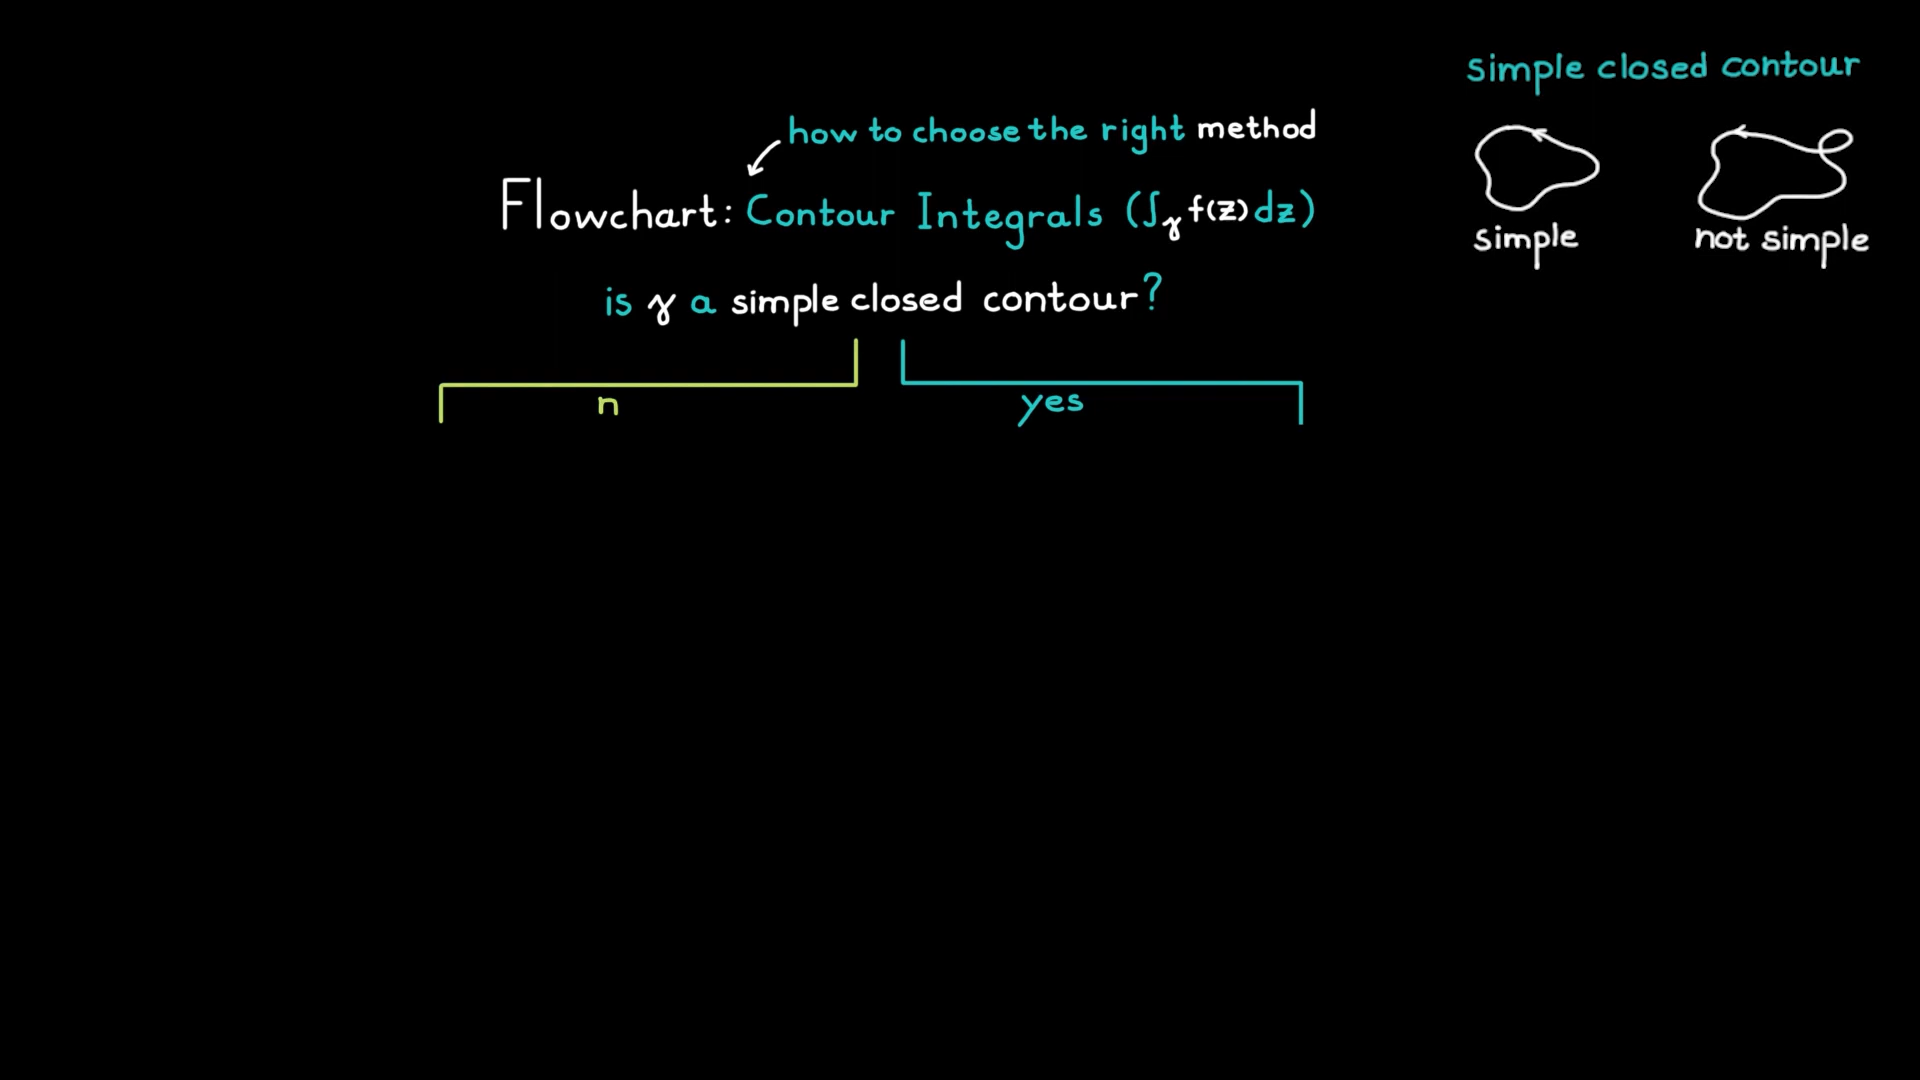 simple closed contour
how to choose the right method
Flowchart: Contour Integrals (∫ᵧ f(z) dz)
simple
not simple
is γ a simple closed contour?
n
yes